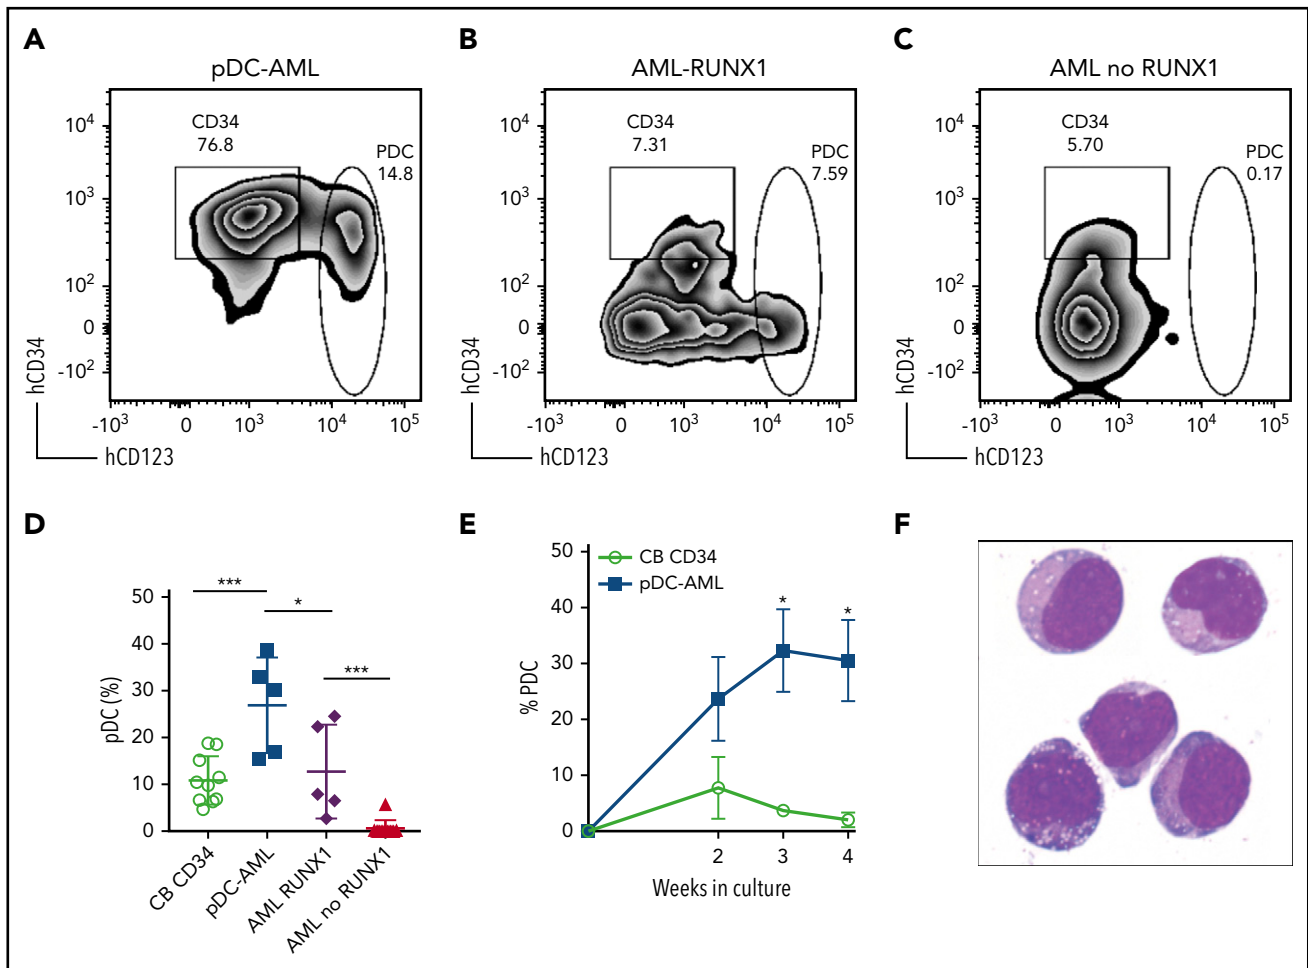 A
pDC-AML
CD34
76.8
PDC
14.8
10^4
10^3
10^2
0
-10^2
hCD34
-10^3 0 10^3 10^4 10^5
hCD123
B
AML-RUNX1
CD34
7.31
PDC
7.59
10^4
10^3
10^2
0
-10^2
hCD34
-10^3 0 10^3 10^4 10^5
hCD123
C
AML no RUNX1
CD34
5.70
PDC
0.17
10^4
10^3
10^2
0
-10^2
hCD34
-10^3 0 10^3 10^4 10^5
hCD123
D
***
*
***
50
40
30
20
10
0
pDC (%)
CB CD34
pDC-AML
AML RUNX1
AML no RUNX1
E
CB CD34
pDC-AML
* *
50
40
30
20
10
0
% PDC
2 3 4
Weeks in culture
F